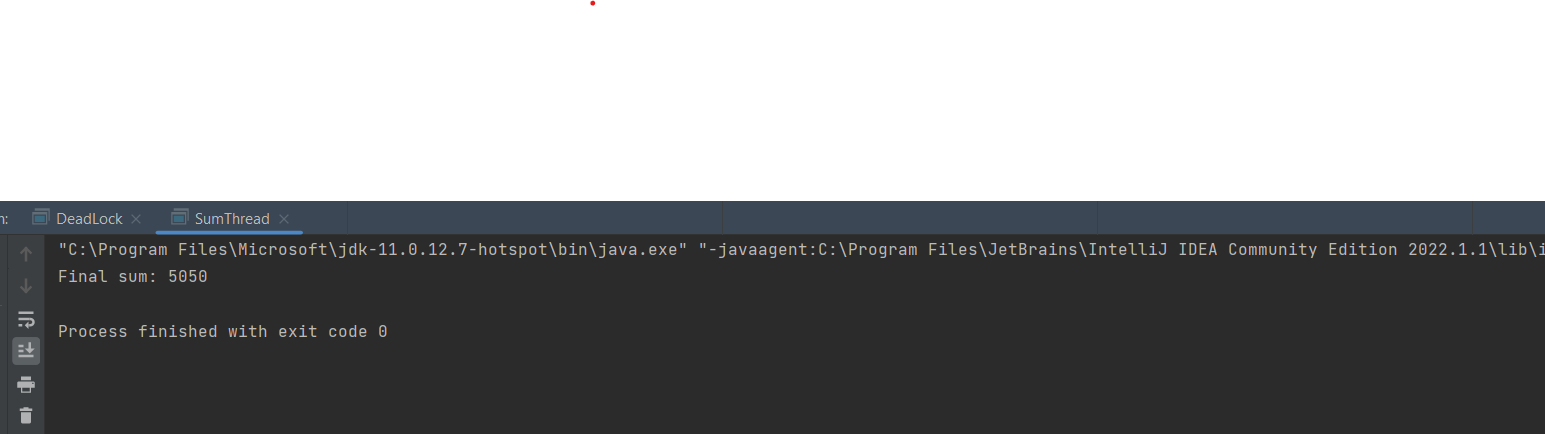 n: DeadLock SumThread
"C:\Program Files\Microsoft\jdk-11.0.12.7-hotspot\bin\java.exe" "-javaagent:C:\Program Files\JetBrains\IntelliJ IDEA Community Edition 2022.1.1\lib\i
Final sum: 5050
Process finished with exit code 0